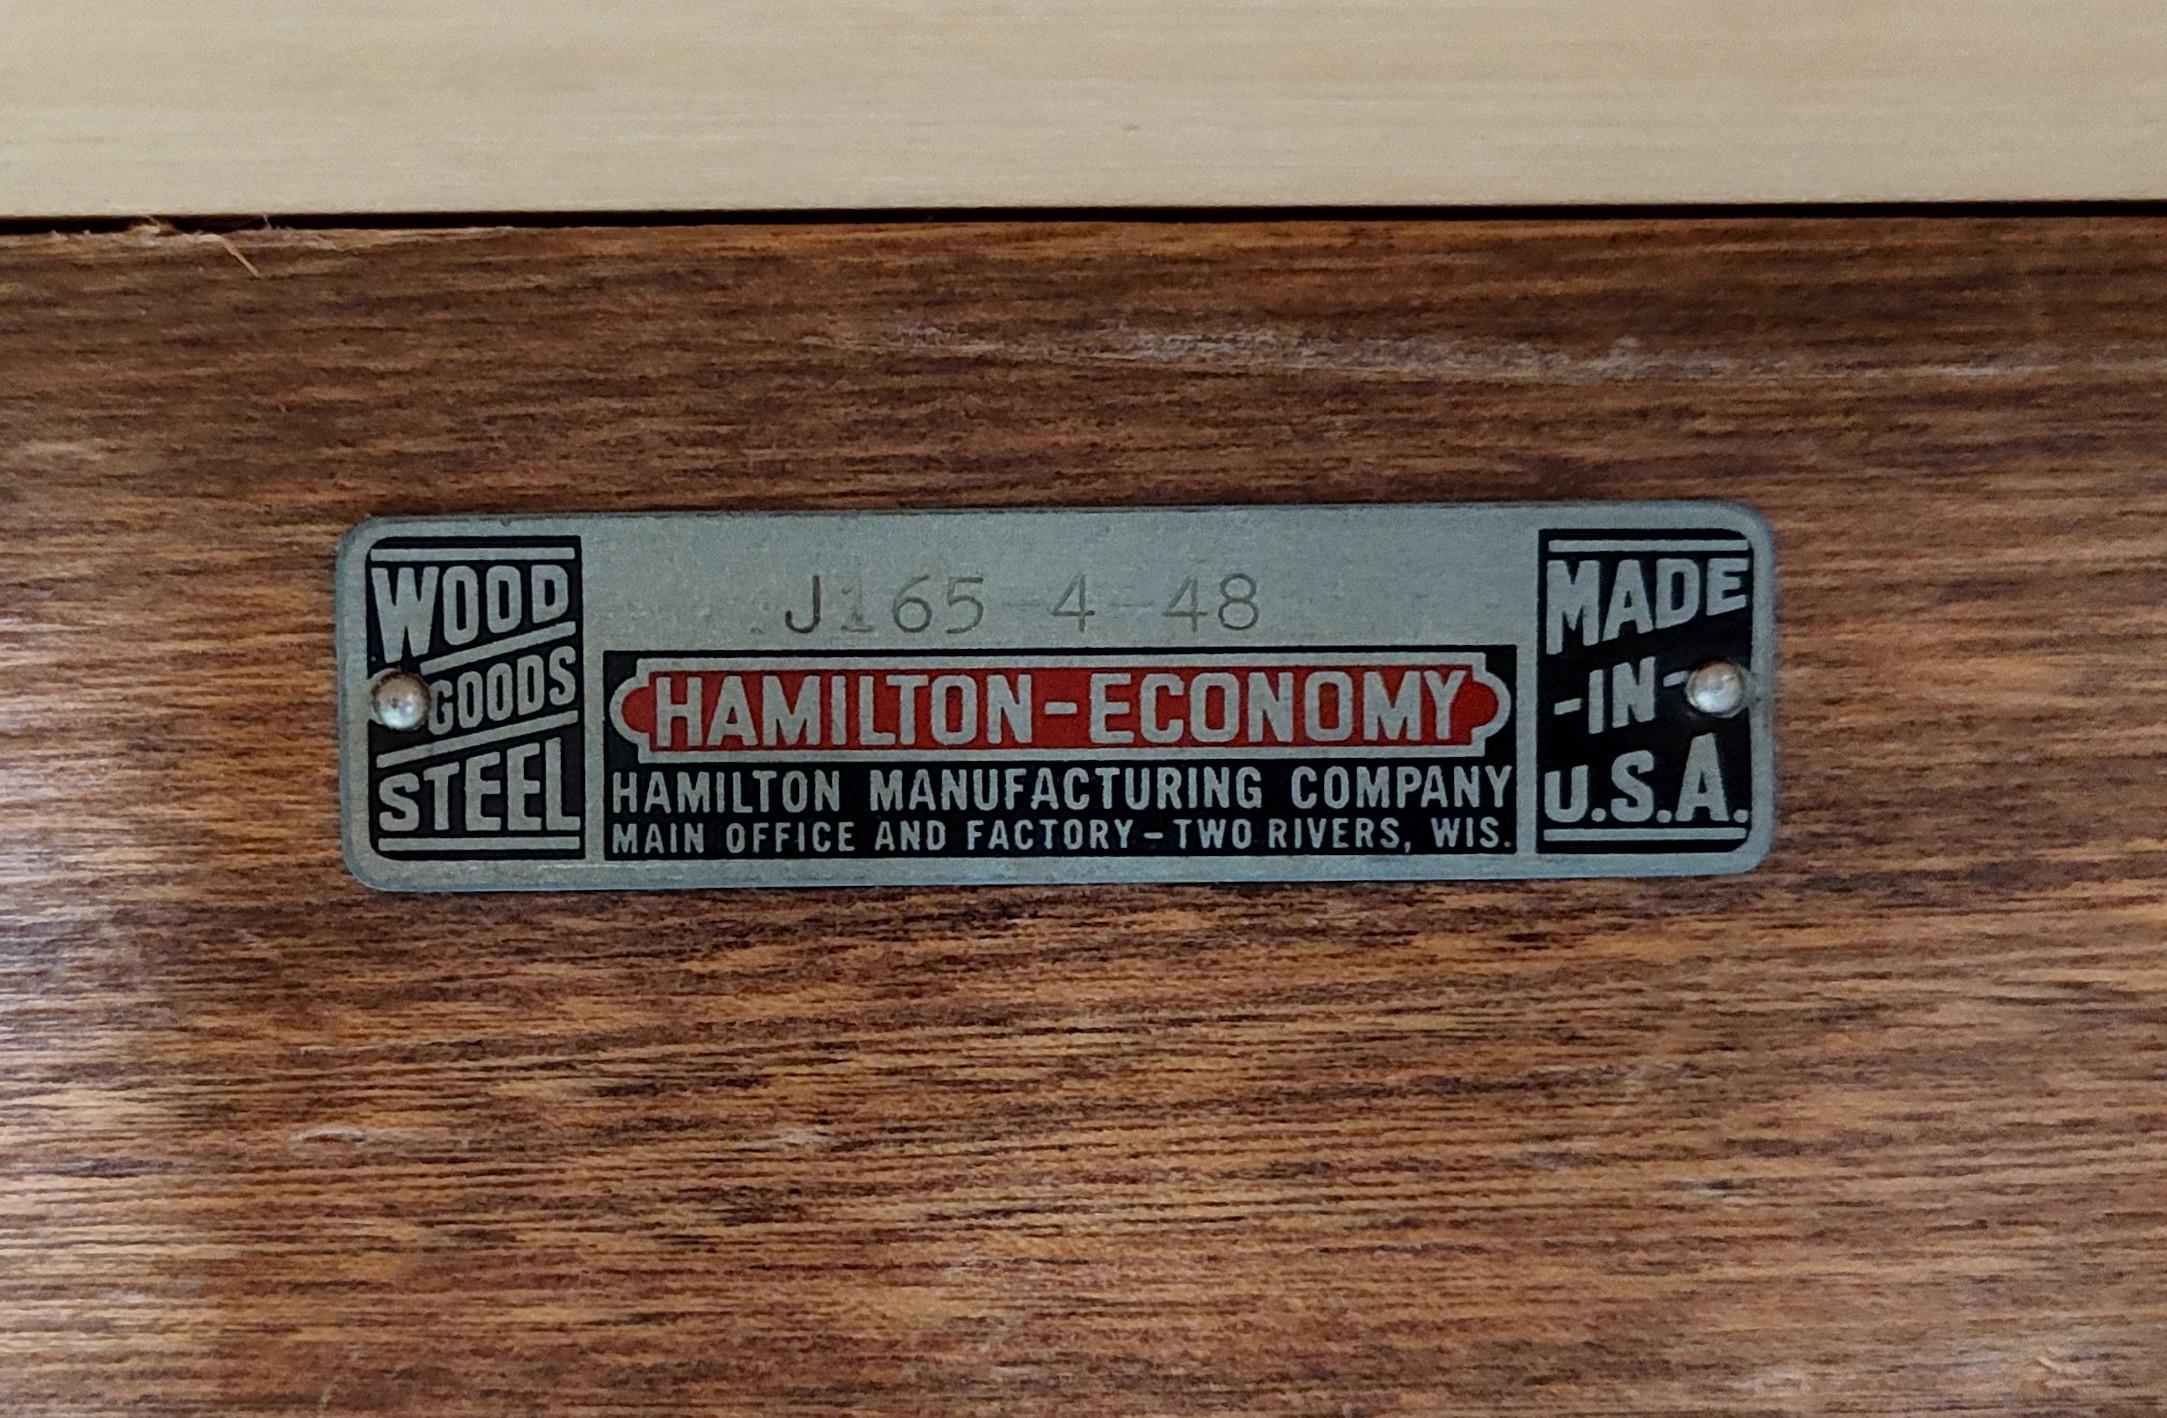 WOOD
GOODS
STEEL
J165-4-48
HAMILTON-ECONOMY
HAMILTON MANUFACTURING COMPANY
MAIN OFFICE AND FACTORY-TWO RIVERS, WIS.
MADE
-IN-
U.S.A.